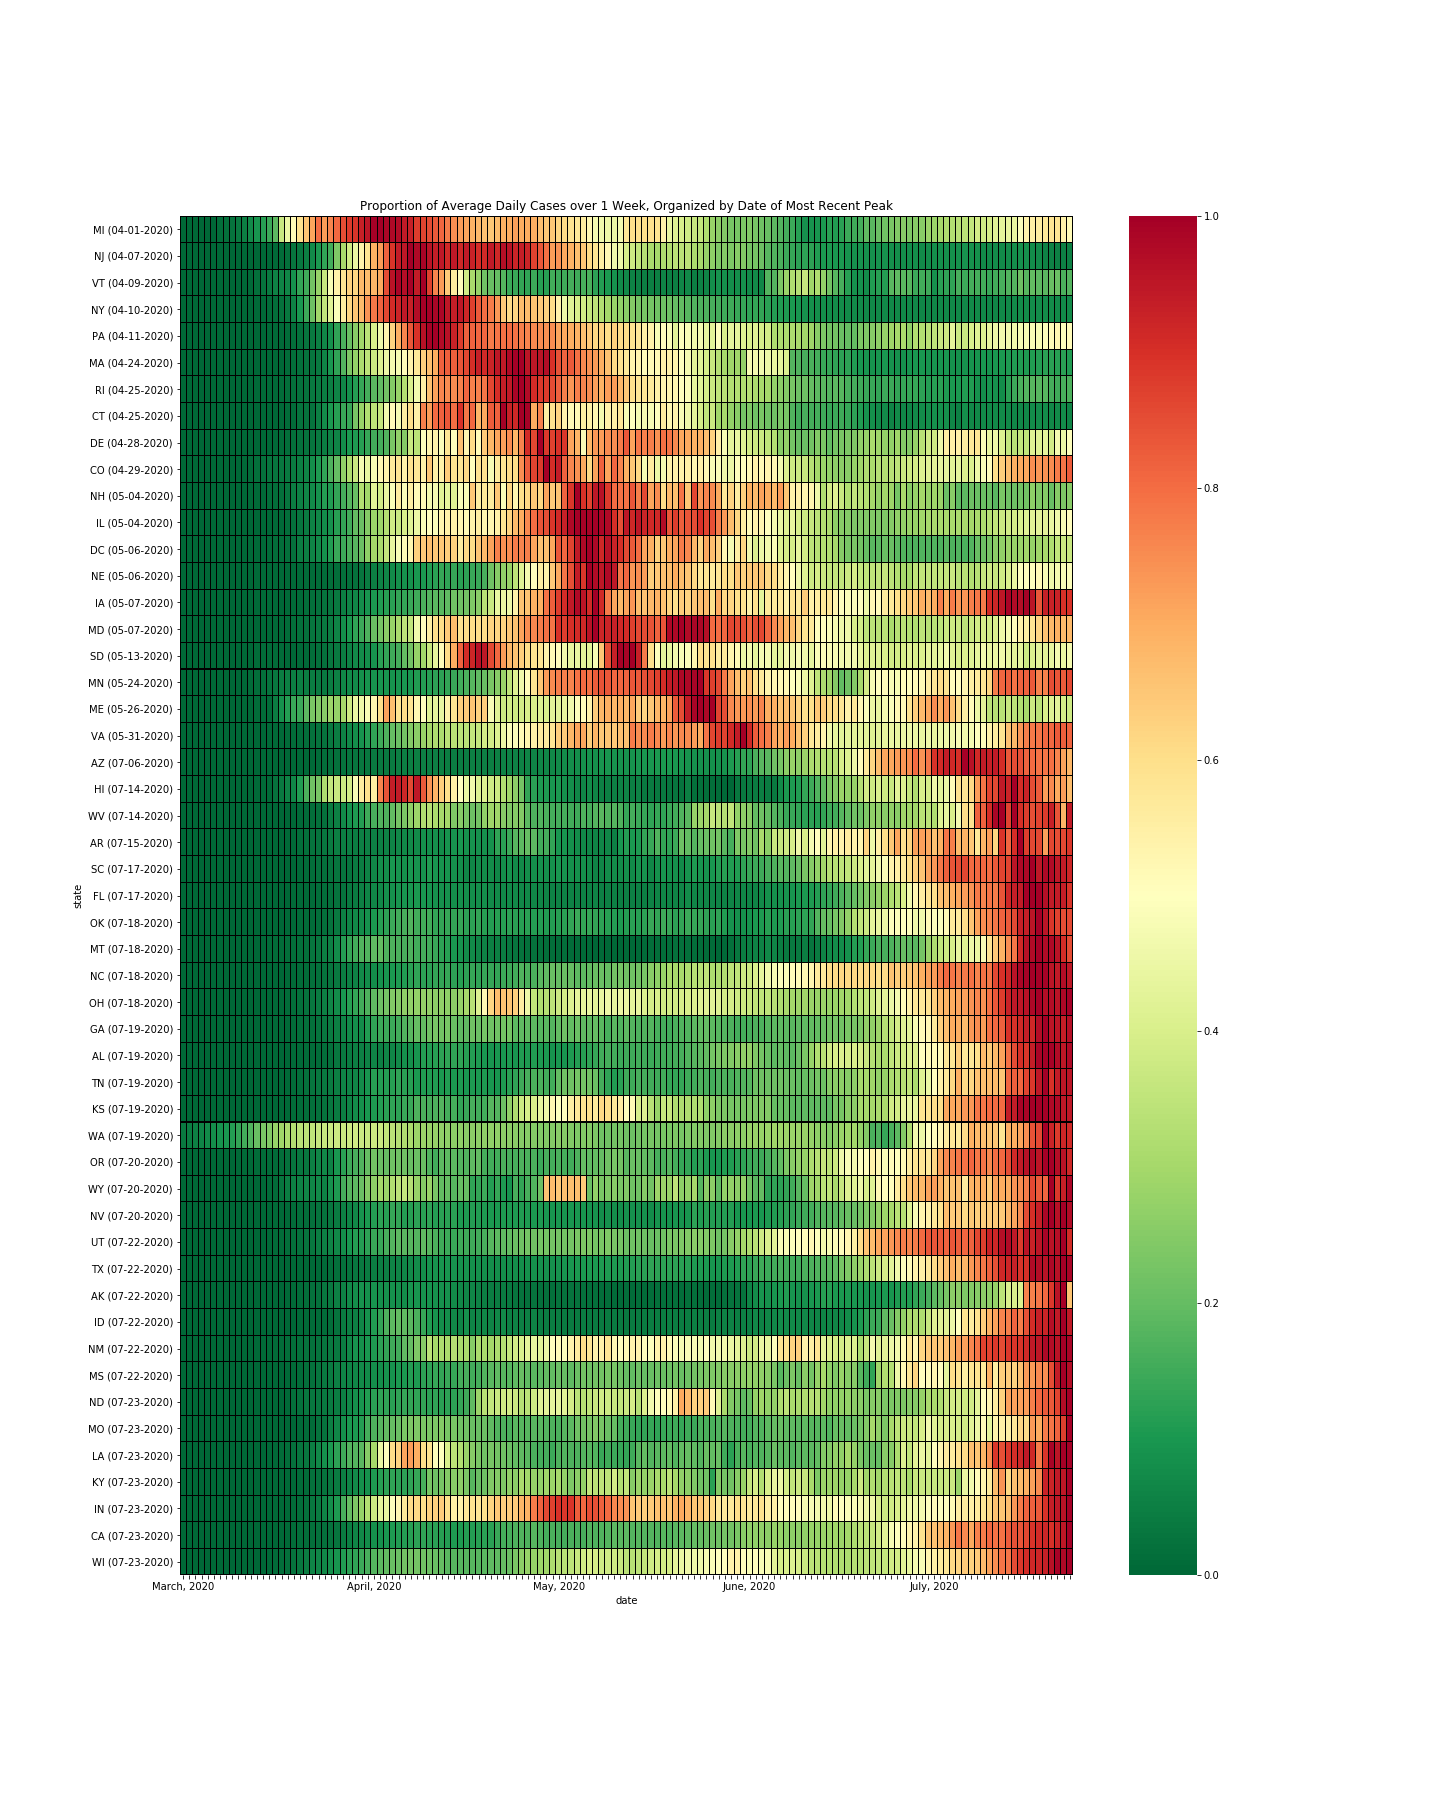 Proportion of Average Daily Cases over 1 Week, Organized by Date of Most Recent Peak
MI (04-01-2020)
NJ (04-07-2020)
VT (04-09-2020)
NY (04-10-2020)
PA (04-11-2020)
MA (04-24-2020)
RI (04-25-2020)
CT (04-25-2020)
DE (04-28-2020)
CO (04-29-2020)
NH (05-04-2020)
IL (05-04-2020)
DC (05-06-2020)
NE (05-06-2020)
IA (05-07-2020)
MD (05-07-2020)
SD (05-13-2020)
MN (05-24-2020)
ME (05-26-2020)
VA (05-31-2020)
AZ (07-06-2020)
HI (07-14-2020)
WV (07-14-2020)
AR (07-15-2020)
SC (07-17-2020)
FL (07-17-2020)
OK (07-18-2020)
MT (07-18-2020)
NC (07-18-2020)
OH (07-18-2020)
GA (07-19-2020)
AL (07-19-2020)
TN (07-19-2020)
KS (07-19-2020)
WA (07-19-2020)
OR (07-20-2020)
WY (07-20-2020)
NV (07-20-2020)
UT (07-22-2020)
TX (07-22-2020)
AK (07-22-2020)
ID (07-22-2020)
NM (07-22-2020)
MS (07-22-2020)
ND (07-23-2020)
MO (07-23-2020)
LA (07-23-2020)
KY (07-23-2020)
IN (07-23-2020)
CA (07-23-2020)
WI (07-23-2020)
state
March, 2020 April, 2020 May, 2020 June, 2020 July, 2020
date
1.0
0.8
0.6
0.4
0.2
0.0